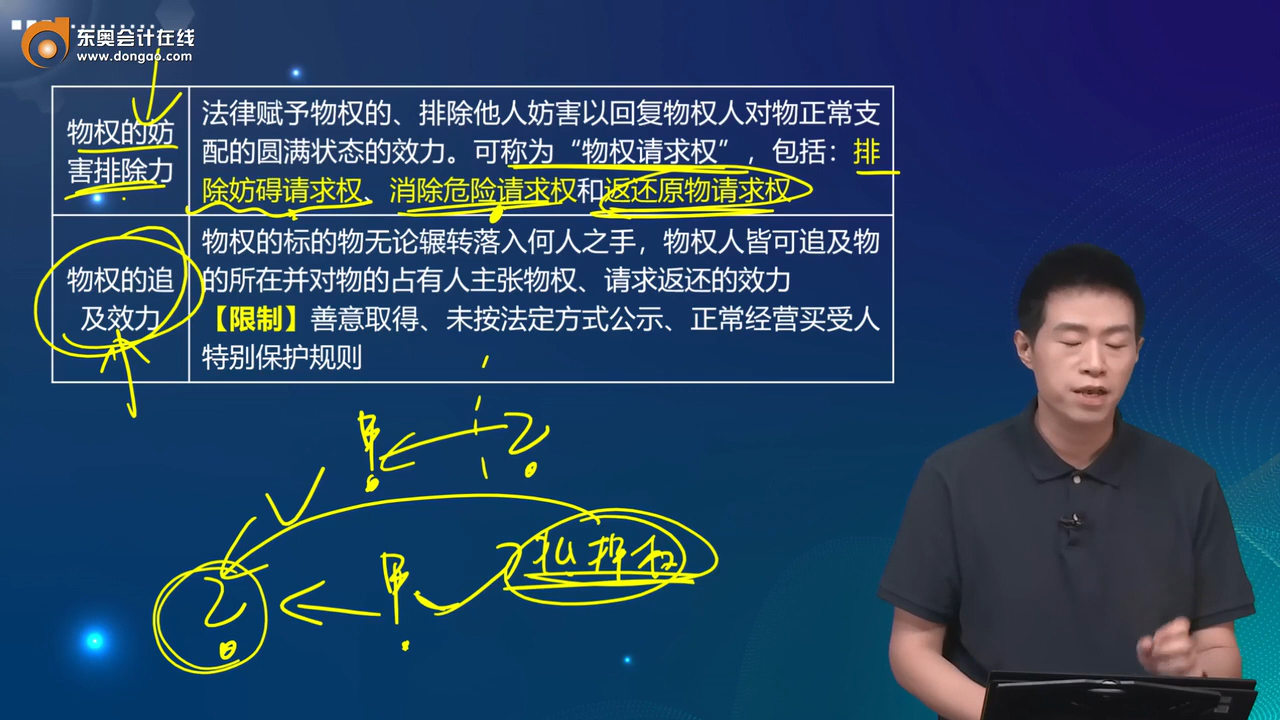 东奥会计在线
www.dongao.com
物权的妨
害排除力
法律赋予物权的、排除他人妨害以回复物权人对物正常支
配的圆满状态的效力。可称为“物权请求权”，包括：排
除妨碍请求权、消除危险请求权和返还原物请求权
物权的追
及效力
物权的标的物无论辗转落入何人之手，物权人皆可追及物
的所在并对物的占有人主张物权、请求返还的效力
【限制】善意取得、未按法定方式公示、正常经营买受人
特别保护规则
甲 乙
乙 甲